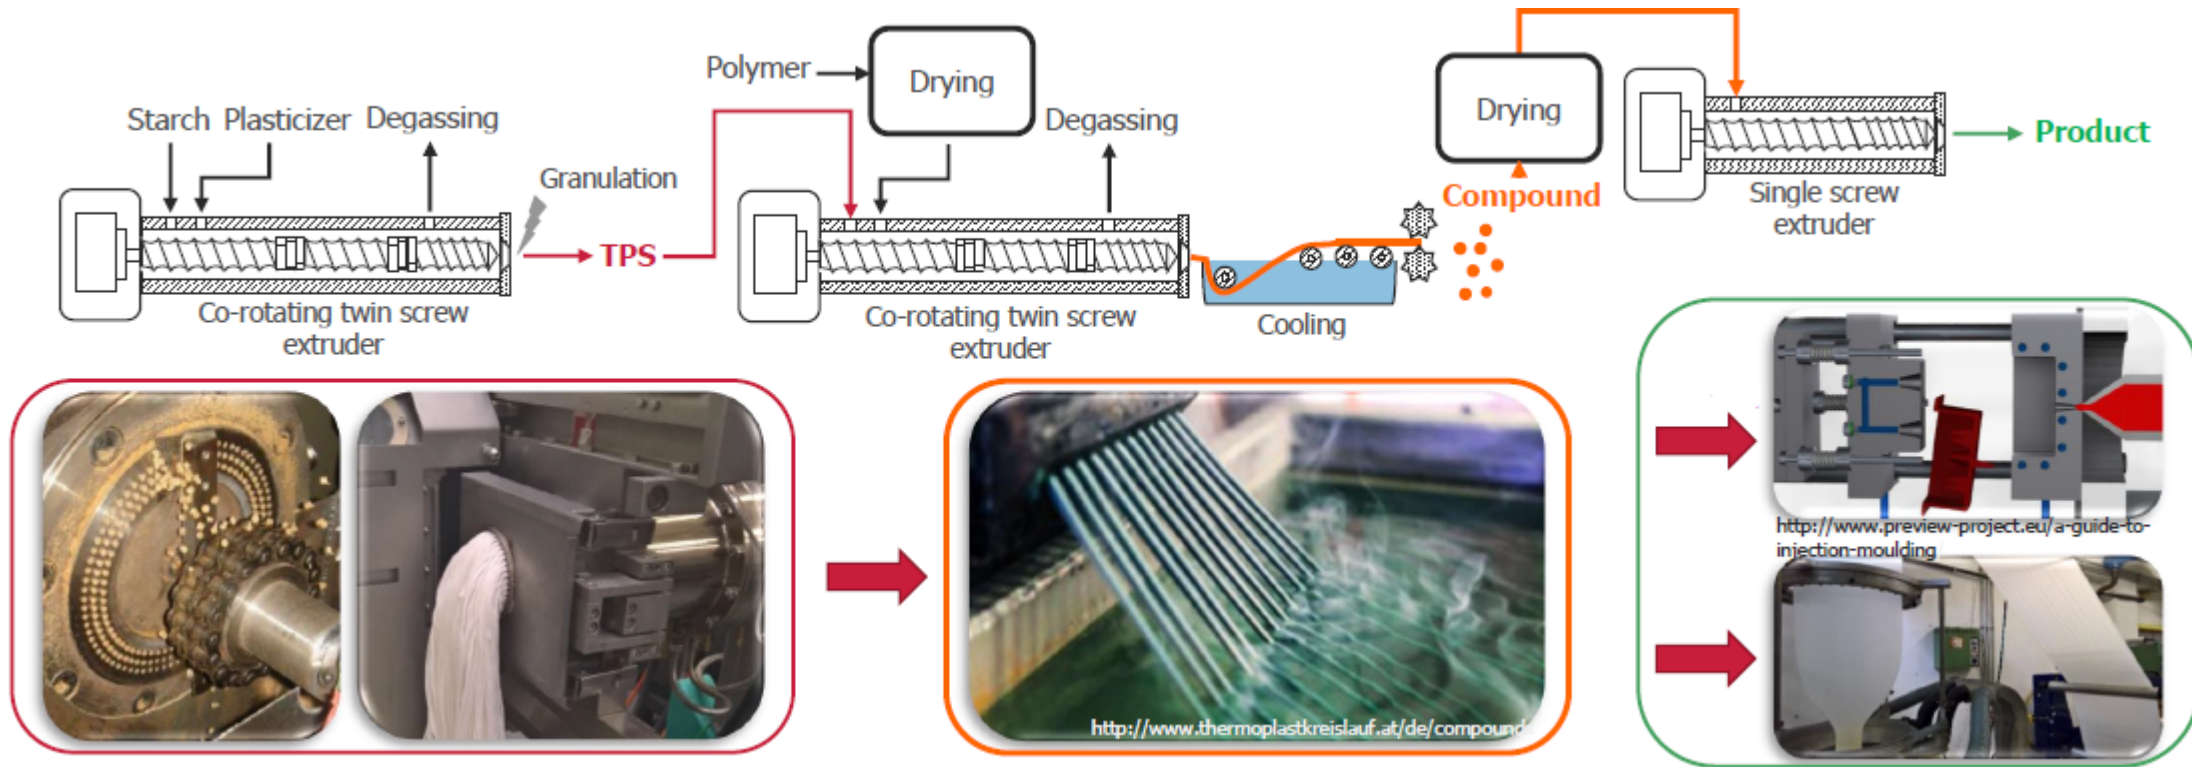 Starch Plasticizer Degassing
Granulation
TPS
Co-rotating twin screw
extruder
Polymer
Drying
Degassing
Co-rotating twin screw
extruder
Cooling
Compound
Drying
Single screw
extruder
Product
http://www.thermoplastkreislauf.at/de/compound
http://www.preview-project.eu/a-guide-to-
injection-moulding